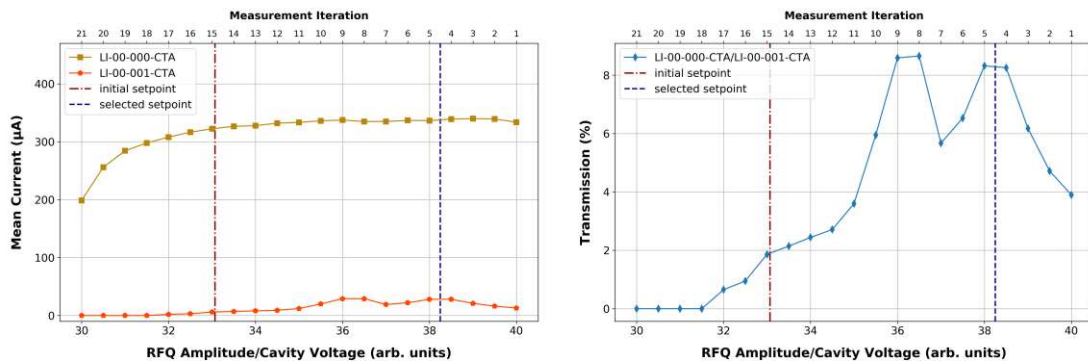 Measurement Iteration
21 20 19 18 17 16 15 14 13 12 11 10 9 8 7 6 5 4 3 2 1
LI-00-000-CTA
LI-00-001-CTA
initial setpoint
selected setpoint
400
300
200
100
0
Mean Current (μA)
30 32 34 36 38 40
RFQ Amplitude/Cavity Voltage (arb. units)
Measurement Iteration
21 20 19 18 17 16 15 14 13 12 11 10 9 8 7 6 5 4 3 2 1
LI-00-000-CTA/LI-00-001-CTA
initial setpoint
selected setpoint
8
6
4
2
0
Transmission (%)
30 32 34 36 38 40
RFQ Amplitude/Cavity Voltage (arb. units)